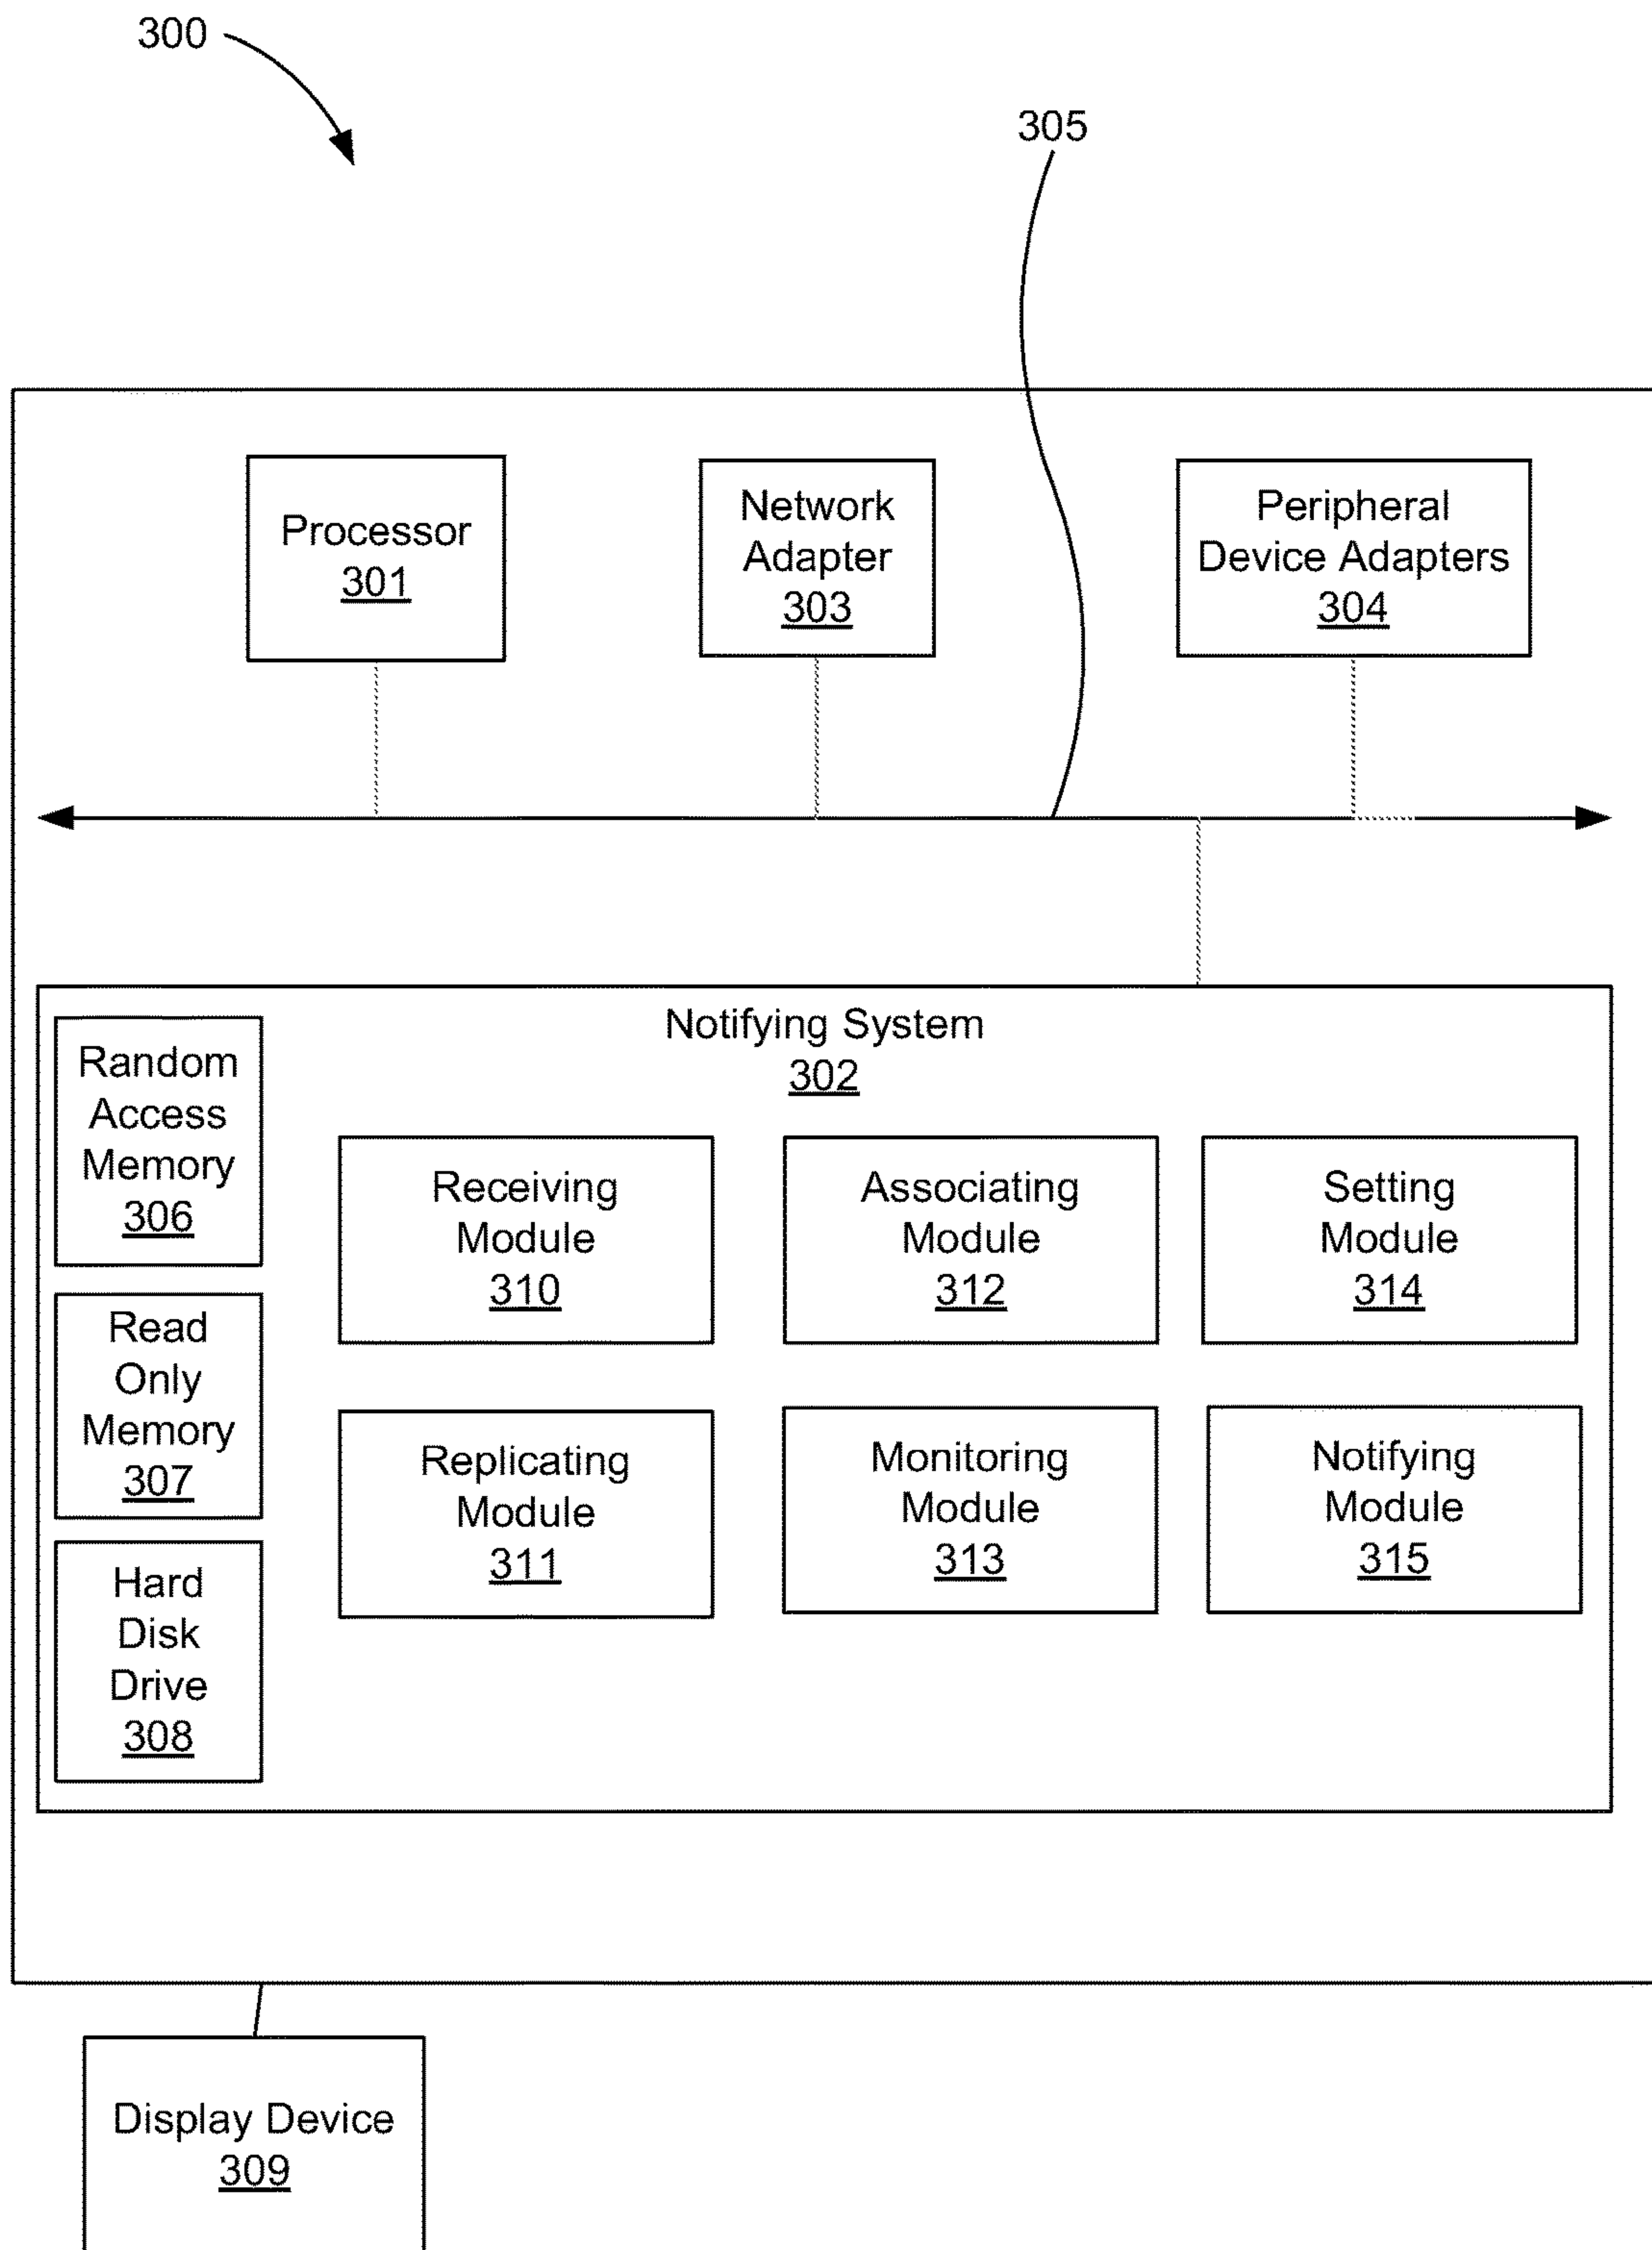 300
305
Processor
301
Network
Adapter
303
Peripheral
Device Adapters
304
Notifying System
302
Random
Access
Memory
306
Read
Only
Memory
307
Hard
Disk
Drive
308
Receiving
Module
310
Associating
Module
312
Setting
Module
314
Replicating
Module
311
Monitoring
Module
313
Notifying
Module
315
Display Device
309